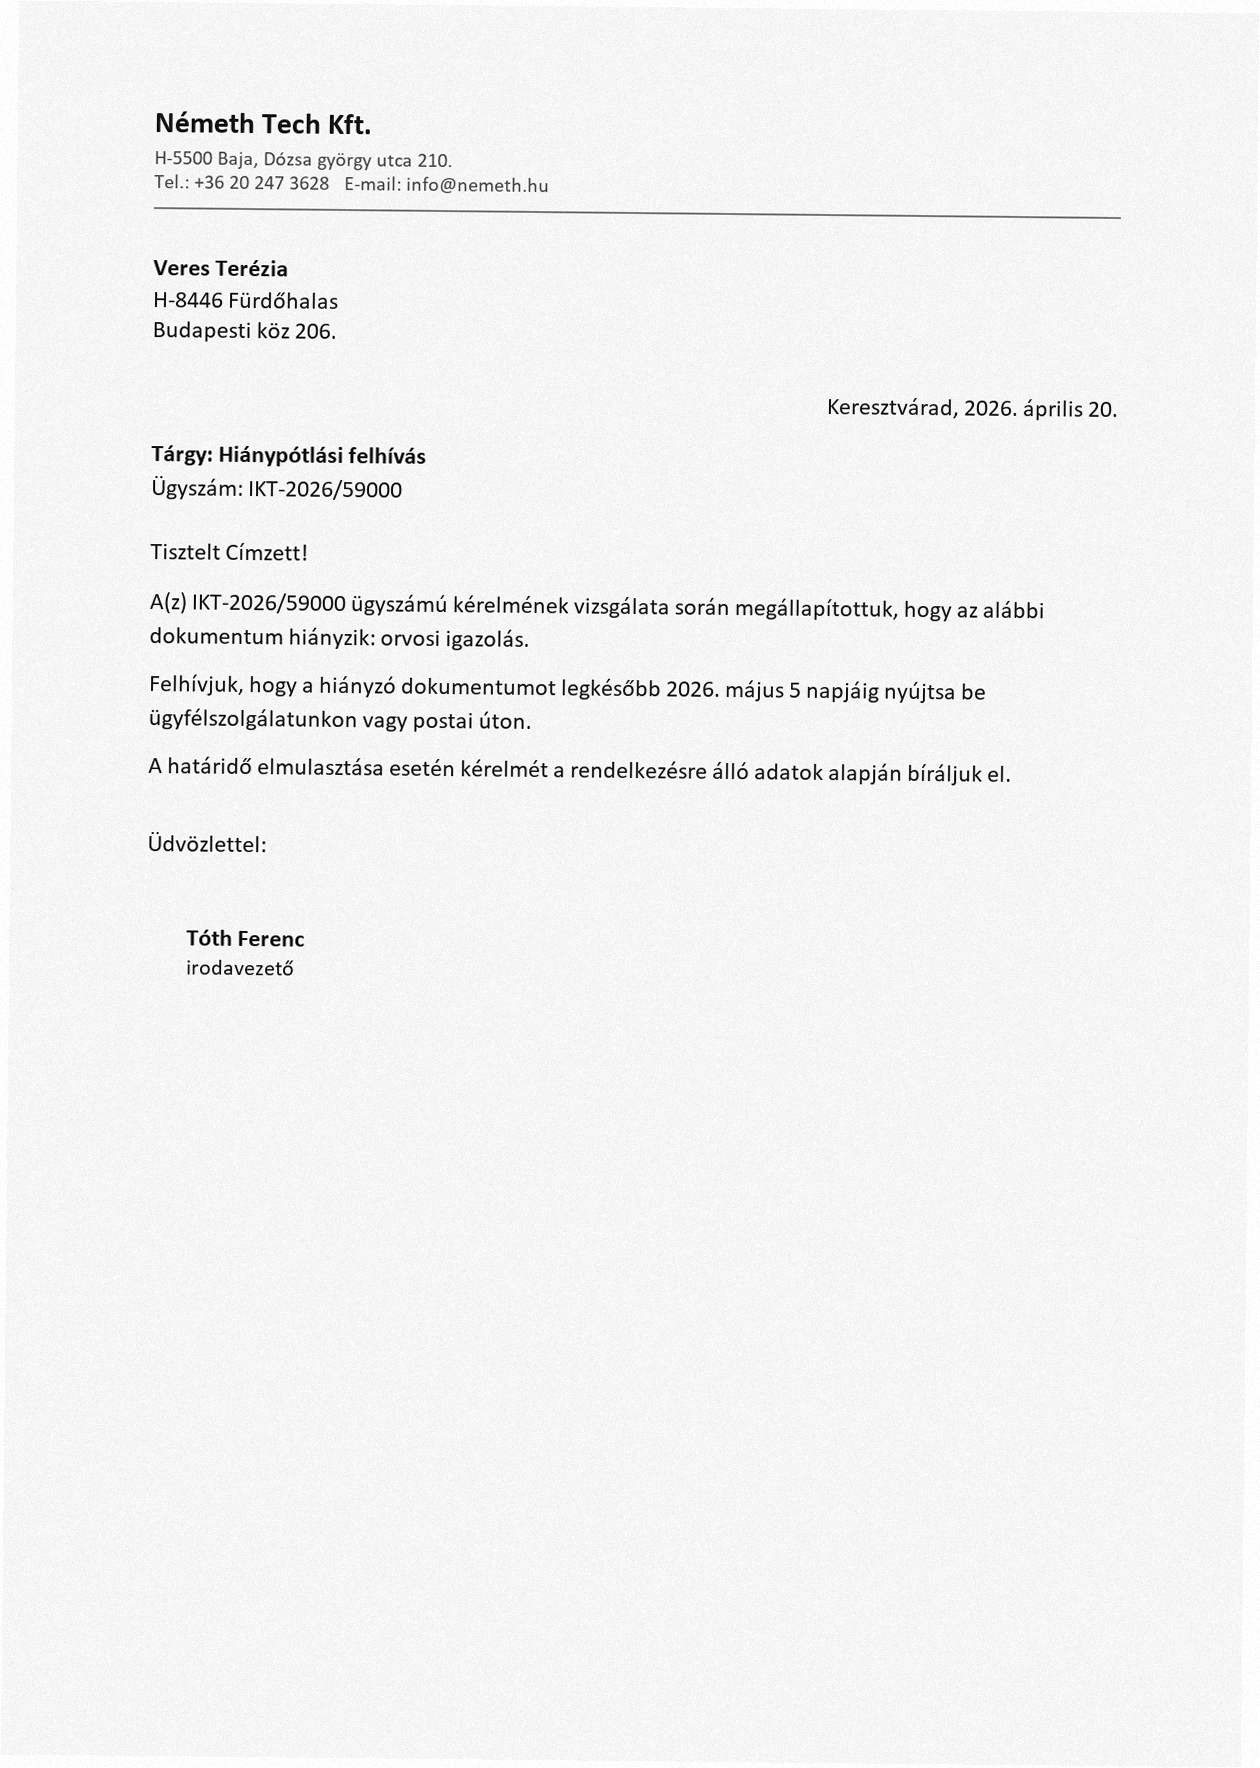 Németh Tech Kft.
H-5500 Baja, Dózsa györgy utca 210.
Tel.: +36 20 247 3628 E-mail: info@nemeth.hu
Veres Terézia
H-8446 Fürdőhalas
Budapesti köz 206.
Keresztvárad, 2026. április 20.
Tárgy: Hiánypótlási felhívás
Ügyszám: IKT-2026/59000
Tisztelt Címzett!
A(z) IKT-2026/59000 ügyszámú kérelmének vizsgálata során megállapítottuk, hogy az alábbi
dokumentum hiányzik: orvosi igazolás.
Felhívjuk, hogy a hiányzó dokumentumot legkésőbb 2026. május 5 napjáig nyújtsa be
ügyfélszolgálatunkon vagy postai úton.
A határidő elmulasztása esetén kérelmét a rendelkezésre álló adatok alapján bíráljuk el.
Üdvözlettel:
Tóth Ferenc
irodavezető